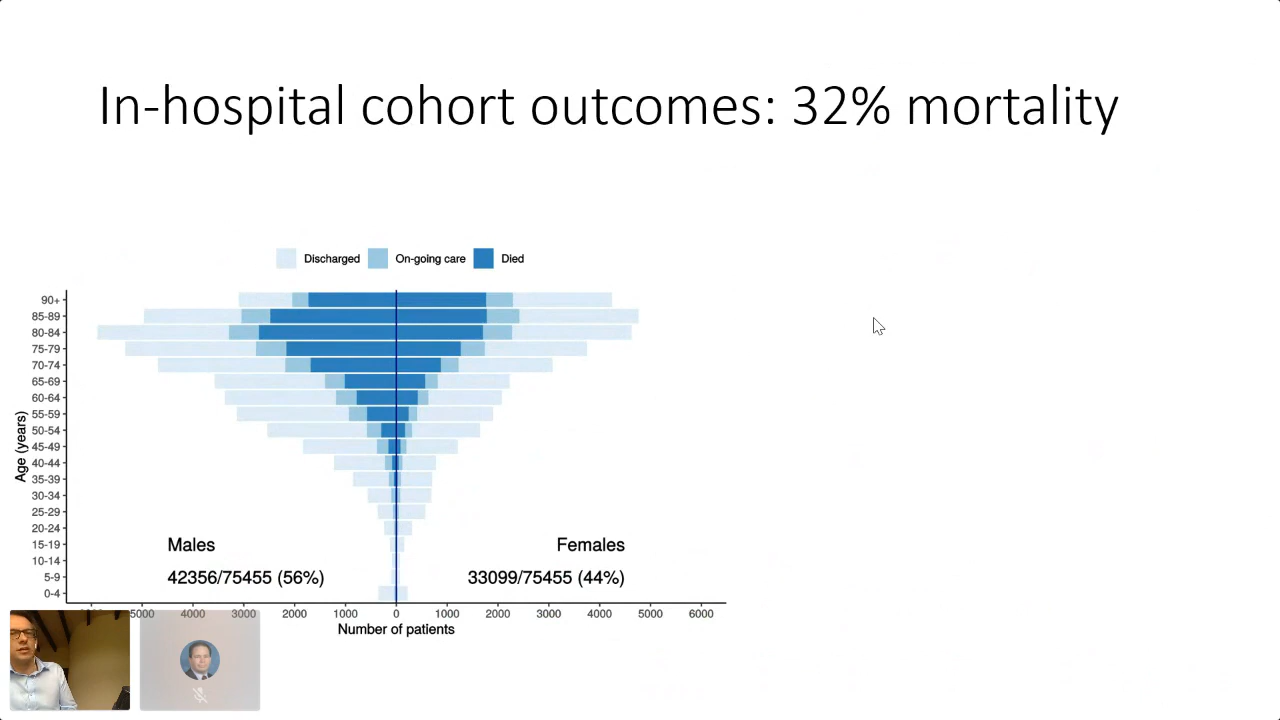 In-hospital cohort outcomes: 32% mortality
Discharged On-going care Died
Age (years)
90+
85-89
80-84
75-79
70-74
65-69
60-64
55-59
50-54
45-49
40-44
35-39
30-34
25-29
20-24
15-19
10-14
5-9
0-4
Males Females
42356/75455 (56%) 33099/75455 (44%)
5000 4000 3000 2000 1000 0 1000 2000 3000 4000 5000 6000
Number of patients